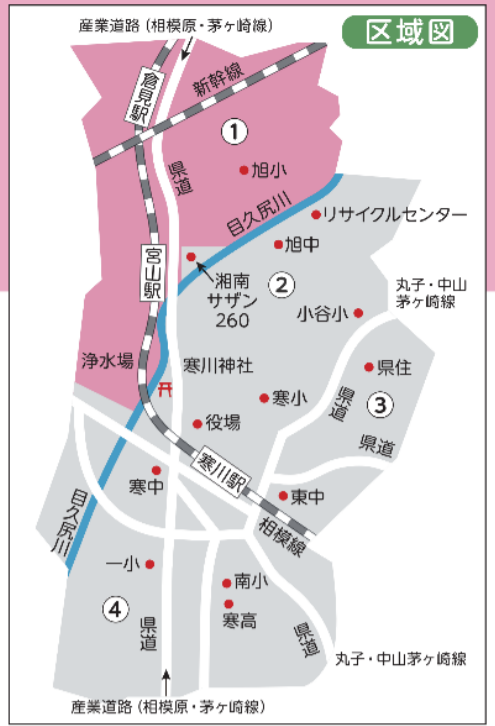 産業道路（相模原・茅ヶ崎線）
区域図
倉見駅
新幹線
①
県道
旭小
目久尻川
リサイクルセンター
旭中
宮山駅
湘南
サザン
260
②
丸子・中山
茅ヶ崎線
小谷小
浄水場
寒川神社
県住
県道
③
寒小
役場
県道
寒川駅
寒中
東中
相模線
目久尻川
一小
南小
④
寒高
県道
県道
丸子・中山茅ヶ崎線
産業道路（相模原・茅ヶ崎線）